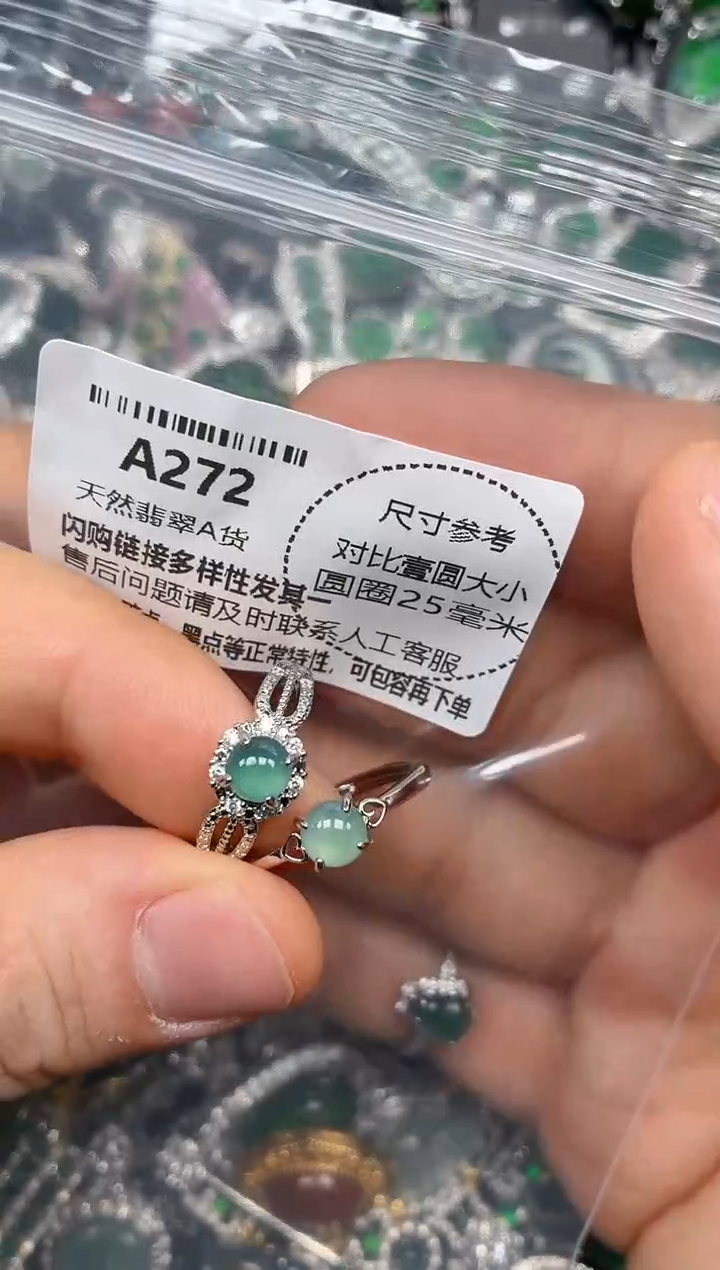 A272
天然翡翠A货
闪购链接多样性发其一
售后问题请及时联系人工客服
黑点等正常特性，可包容再下单
尺寸参考
对比壹圆大小
圆圈25毫米